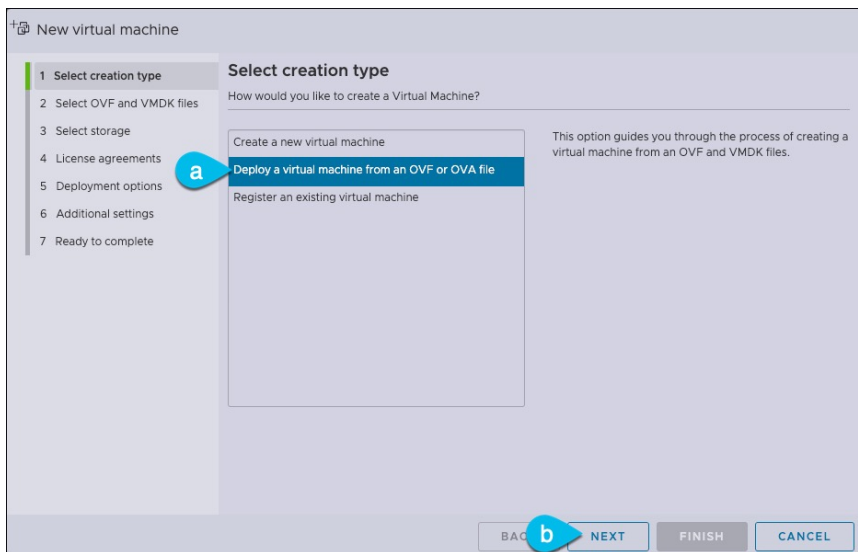 New virtual machine
1 Select creation type
2 Select OVF and VMDK files
3 Select storage
4 License agreements
5 Deployment options
6 Additional settings
7 Ready to complete
Select creation type
How would you like to create a Virtual Machine?
Create a new virtual machine
a
Deploy a virtual machine from an OVF or OVA file
Register an existing virtual machine
This option guides you through the process of creating a
virtual machine from an OVF and VMDK files.
b
NEXT
FINISH
CANCEL